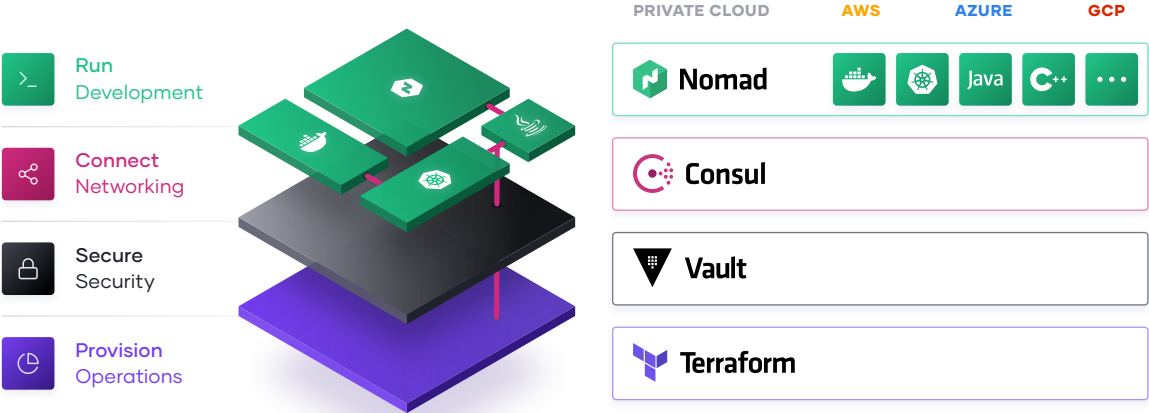 PRIVATE CLOUD AWS AZURE GCP
Run
Development
Nomad
Java
C++
Connect
Networking
Consul
Secure
Security
Vault
Provision
Operations
Terraform